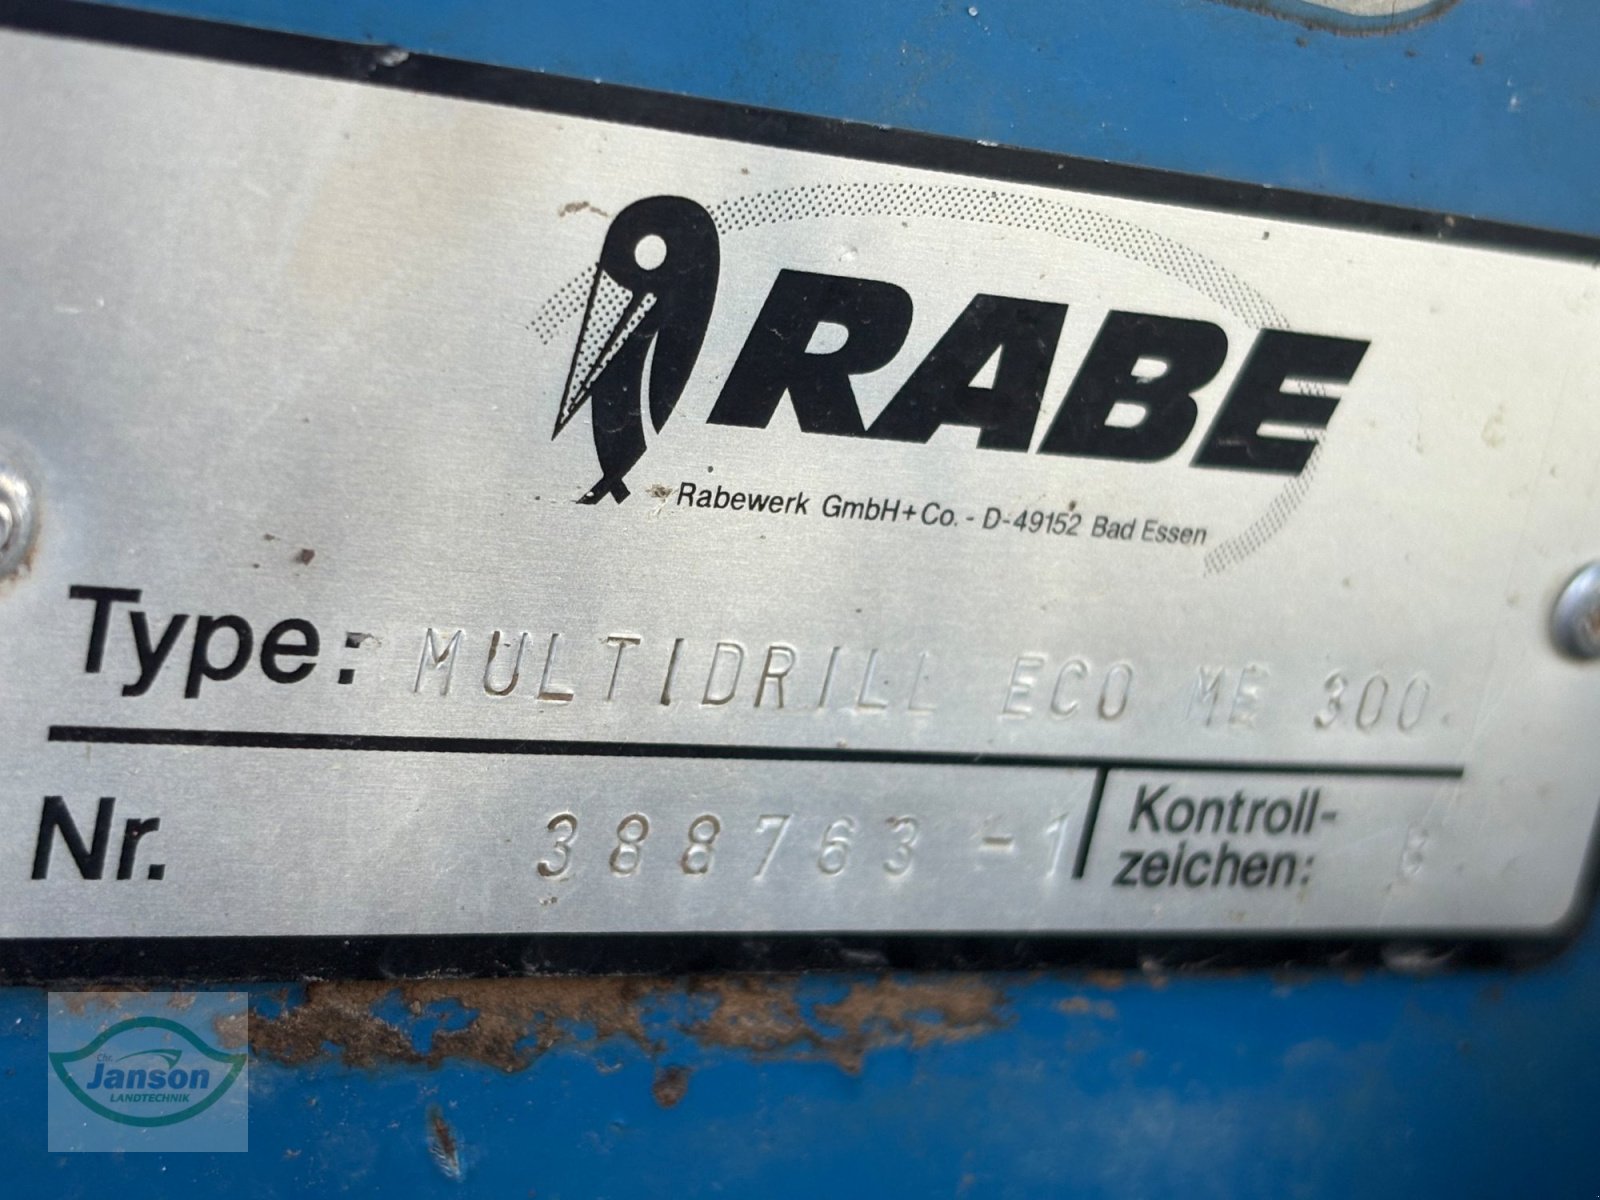 RABE
Rabewerk GmbH+Co. - D-49152 Bad Essen
Type: MULTIDRILL ECO ME 300.
Nr. 388763-1
Kontroll-
zeichen:
Chr.
Janson
LANDTECHNIK